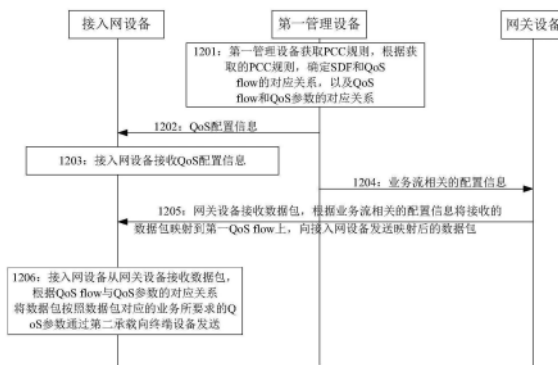 接入网设备
第一管理设备
网关设备
1201：第一管理设备获取PCC规则，根据获
取的PCC规则，确定SDF和QoS
flow的对应关系，以及QoS
flow和QoS参数的对应关系
1202：QoS配置信息
1203：接入网设备接收QoS配置信息
1204：业务流相关的配置信息
1205：网关设备接收数据包，根据业务流相关的配置信息将接收的
数据包映射到第一QoS flow上，向接入网设备发送映射后的数据包
1206：接入网设备从网关设备接收数据包，
根据QoS flow与QoS参数的对应关系
将数据包按照数据包对应的业务所要求的Q
oS参数通过第二承载向终端设备发送